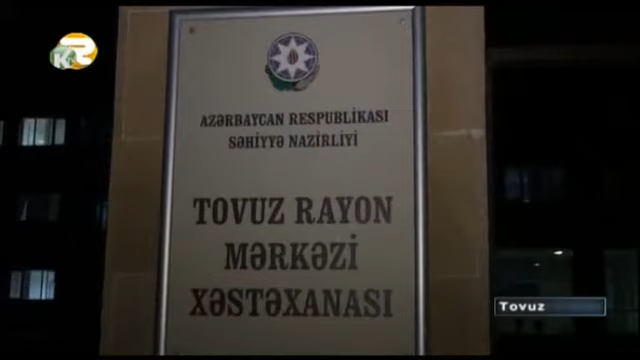 AZƏRBAYCAN RESPUBLİKASI
SƏHİYYƏ NAZİRLİYİ
TOVUZ RAYON
MƏRKƏZİ
XƏSTƏXANASI
Tovuz